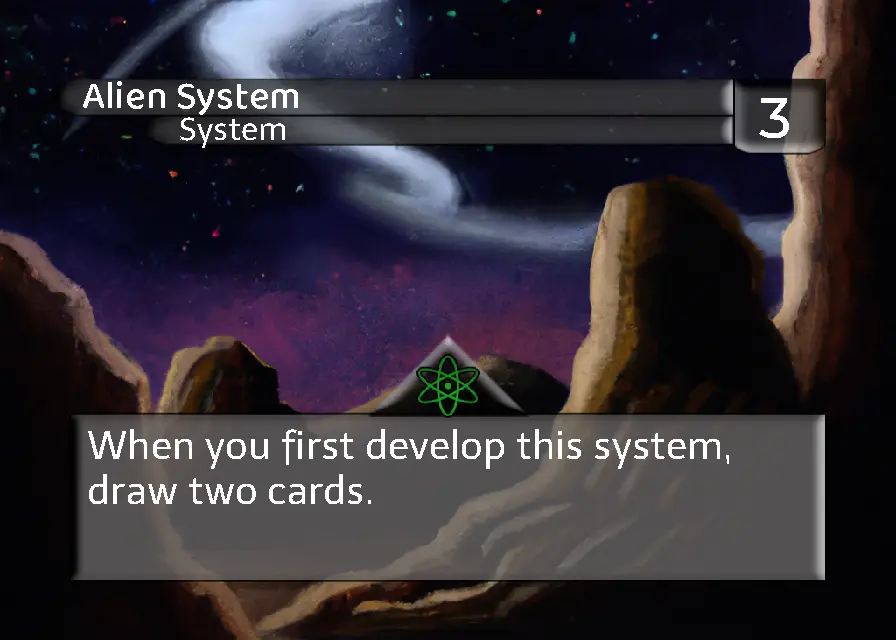 Alien System
System
3
When you first develop this system,
draw two cards.